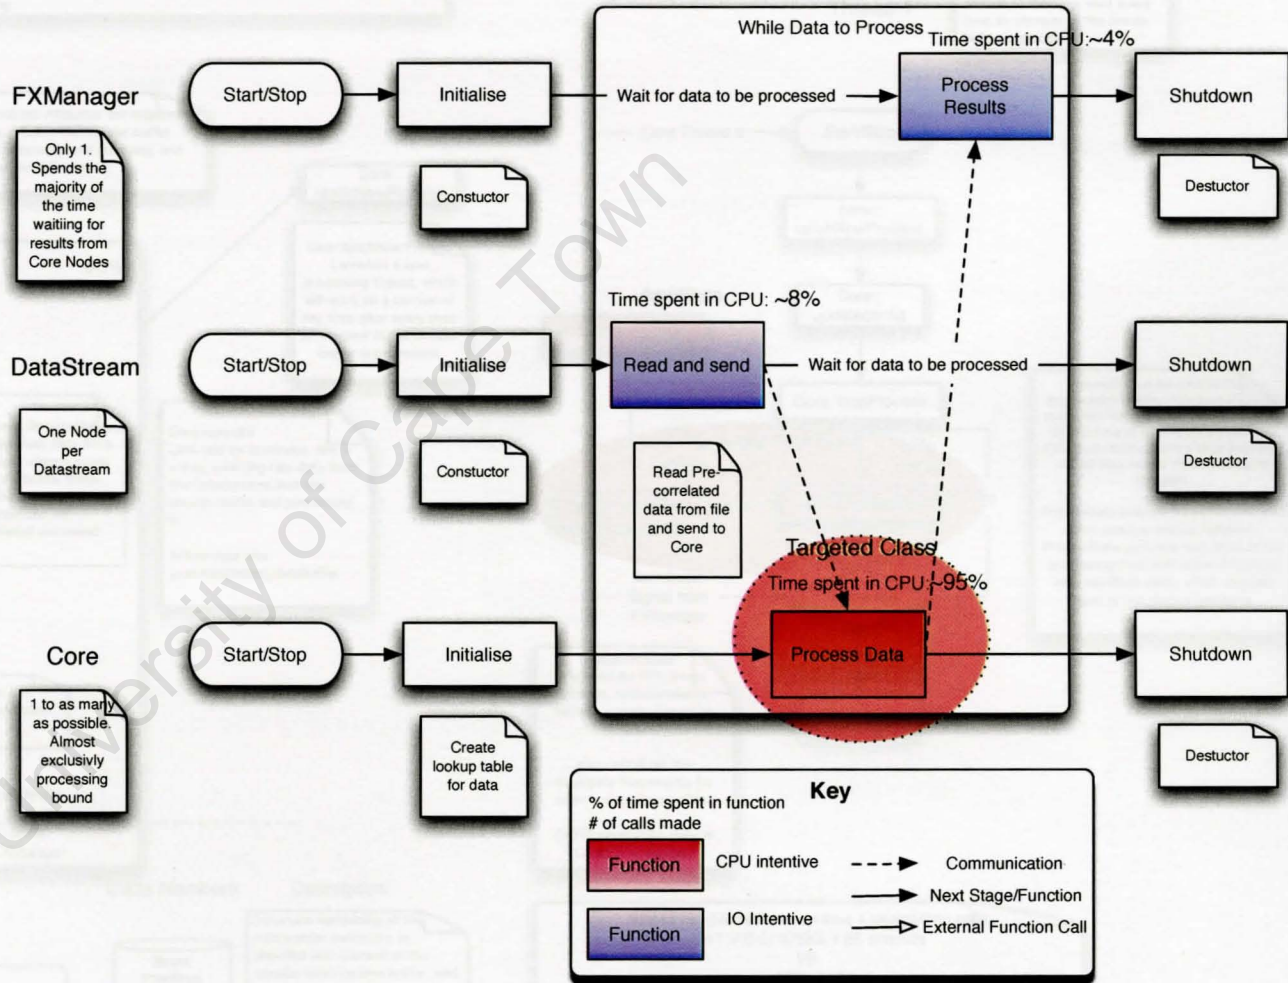 While Data to Process
Time spent in CPU:~4%
FXManager
Start/Stop
Initialise
Wait for data to be processed
Process
Results
Shutdown
Only 1.
Spends the
majority of
the time
waitiing for
results from
Core Nodes
Constuctor
Destuctor
Time spent in CPU: ~8%
DataStream
Start/Stop
Initialise
Read and send
Wait for data to be processed
Shutdown
One Node
per
Datastream
Constuctor
Read Pre-
correlated
data from file
and send to
Core
Destuctor
Targeted Class
Time spent in CPU:~95%
Core
Start/Stop
Initialise
Process Data
Shutdown
1 to as many
as possible.
Almost
exclusivly
processing
bound
Create
lookup table
for data
Destuctor
Key
% of time spent in function
# of calls made
Function
CPU intentive
Communication
Next Stage/Function
Function
IO Intentive
External Function Call
University of Cape Town